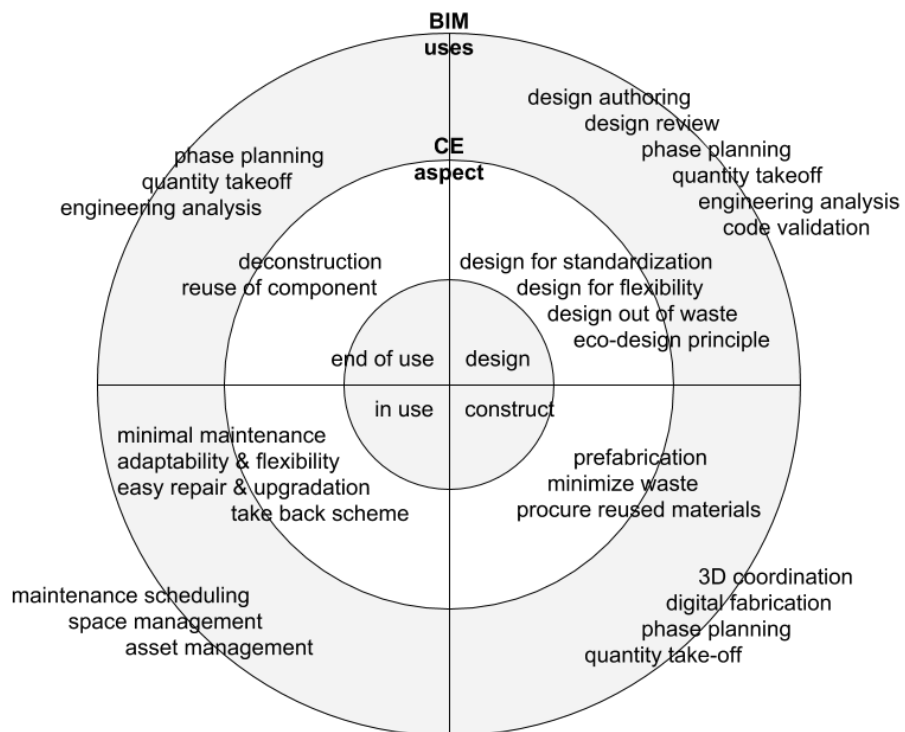 BIM
uses
design authoring
design review
phase planning
quantity takeoff
engineering analysis
code validation
phase planning
quantity takeoff
engineering analysis
CE
aspect
deconstruction
reuse of component
design for standardization
design for flexibility
design out of waste
eco-design principle
end of use
design
in use
construct
minimal maintenance
adaptability & flexibility
easy repair & upgradation
take back scheme
prefabrication
minimize waste
procure reused materials
maintenance scheduling
space management
asset management
3D coordination
digital fabrication
phase planning
quantity take-off